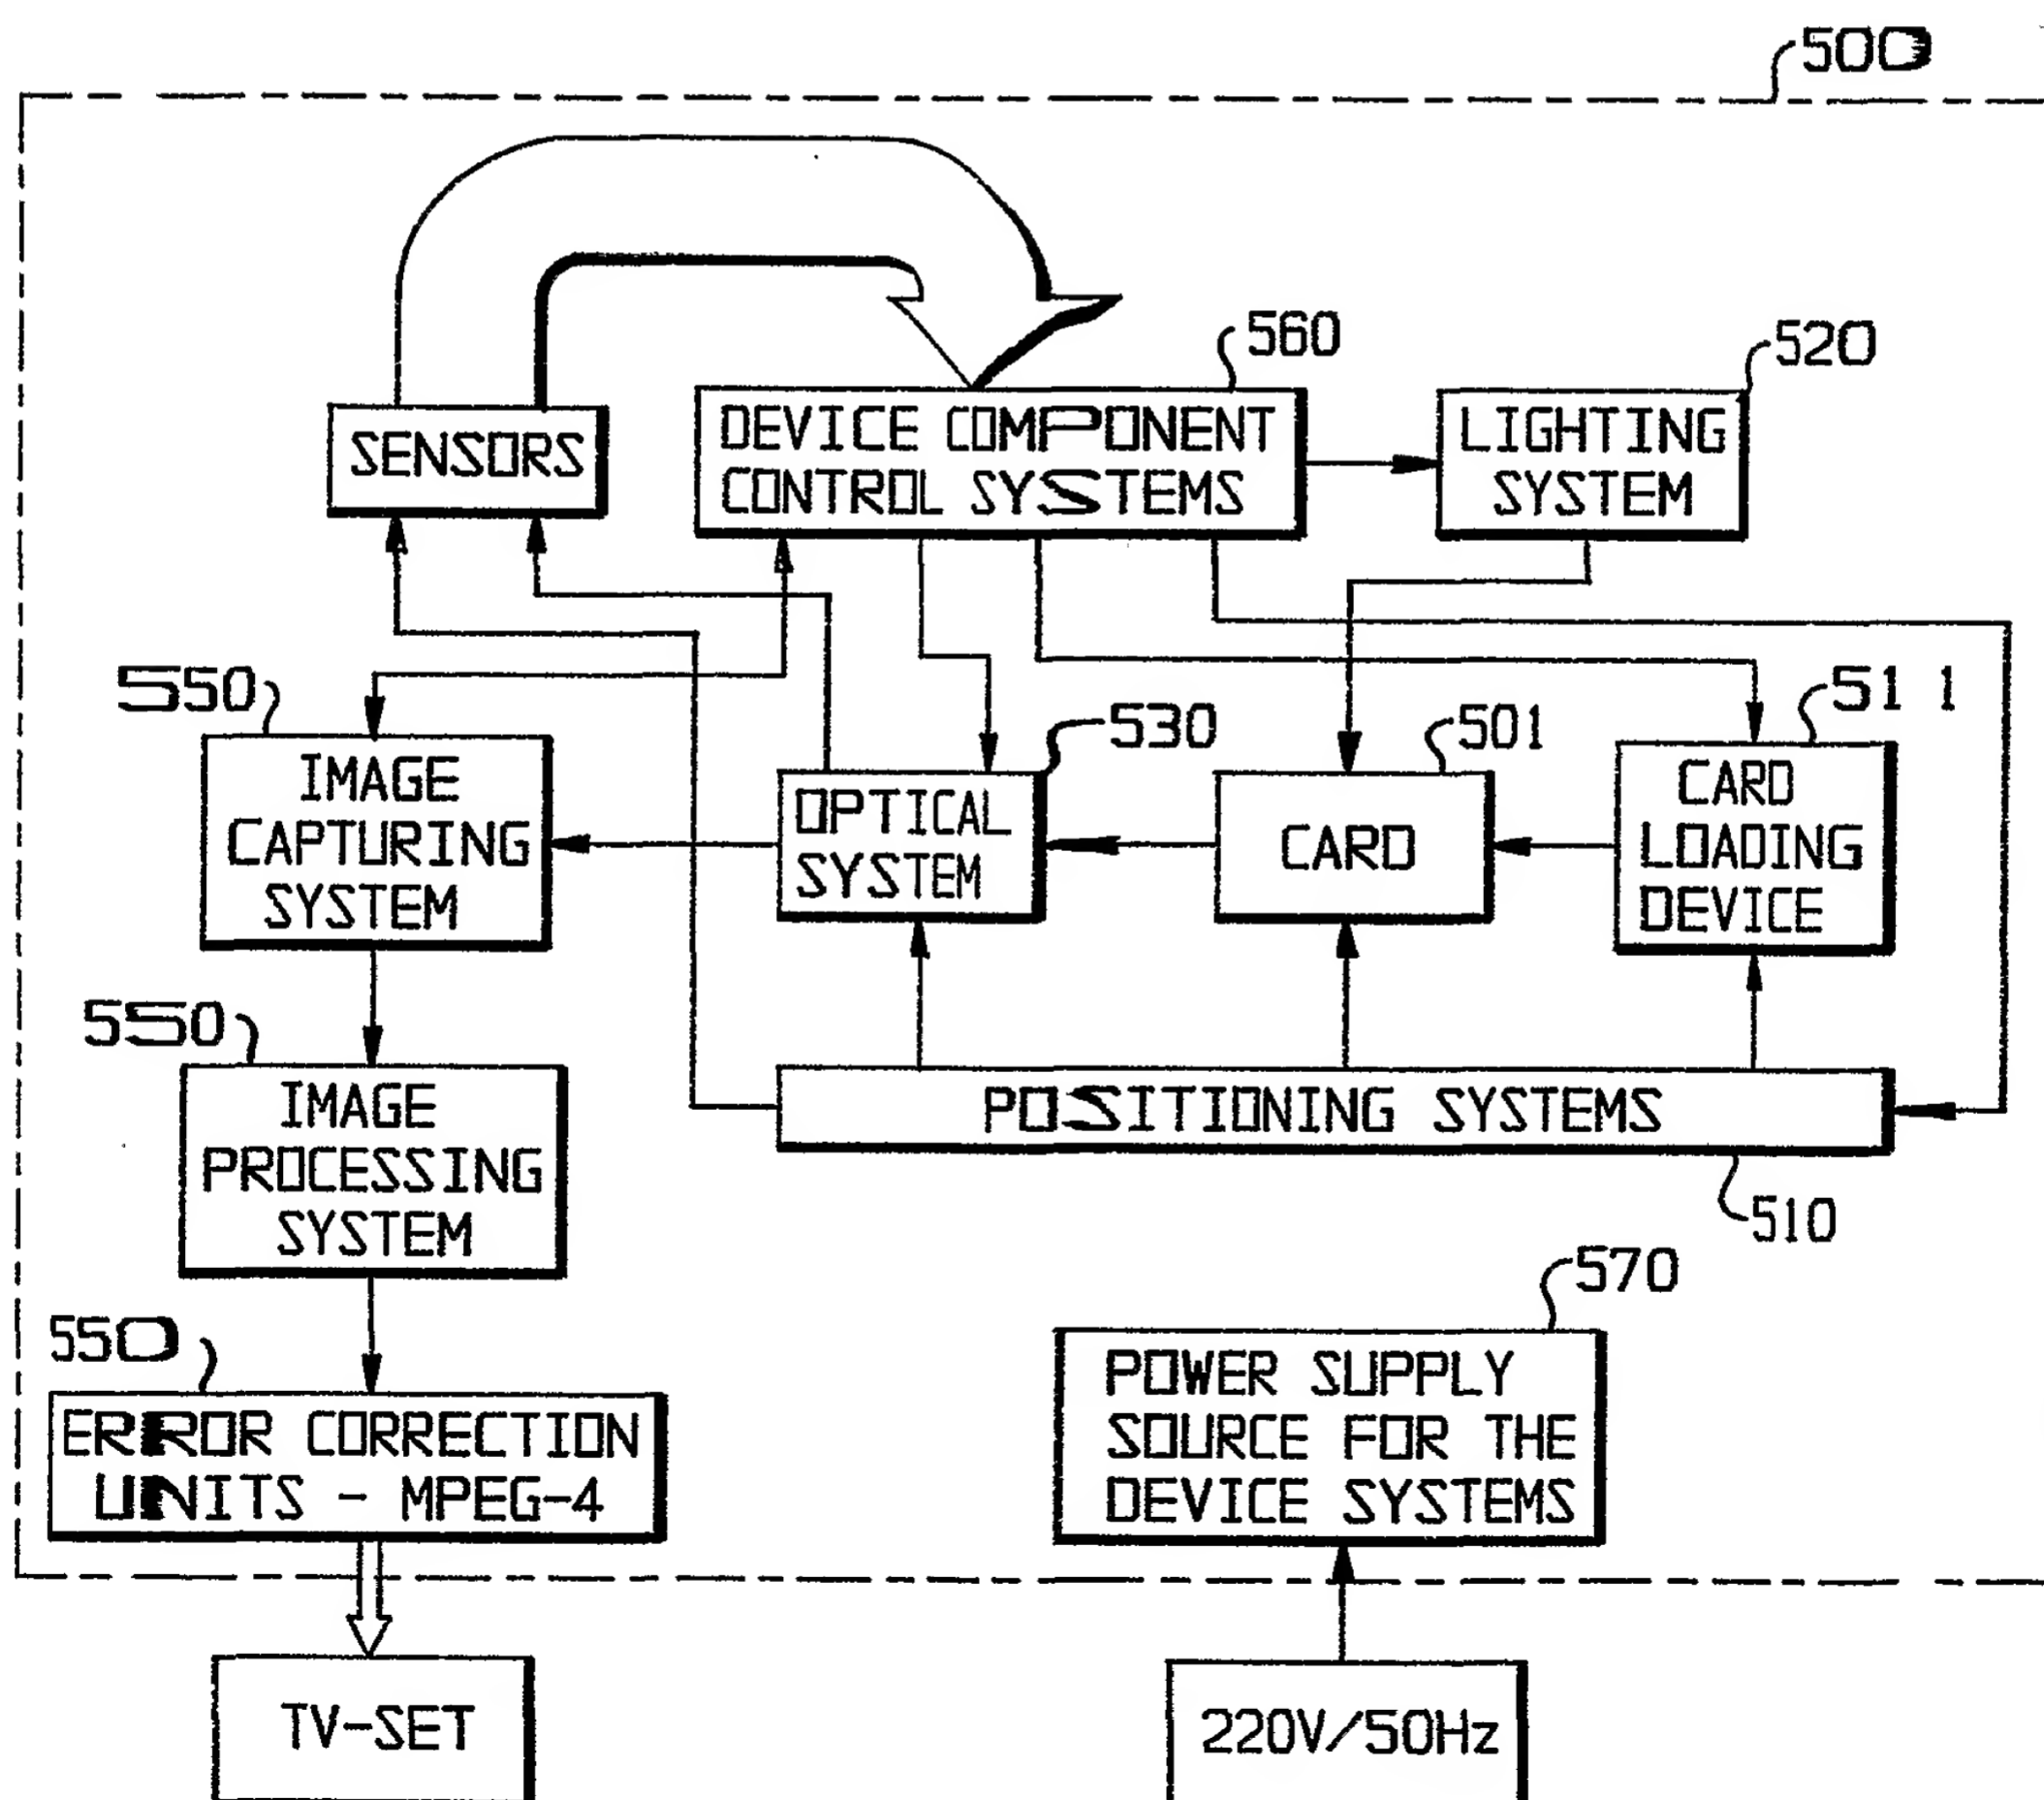 500
560
520
SENSORS
DEVICE COMPONENT
CONTROL SYSTEMS
LIGHTING
SYSTEM
550
530
501
511
IMAGE
CAPTURING
SYSTEM
OPTICAL
SYSTEM
CARD
CARD
LOADING
DEVICE
550
IMAGE
PROCESSING
SYSTEM
POSITIONING SYSTEMS
510
570
550
ERROR CORRECTION
UNITS - MPEG-4
POWER SUPPLY
SOURCE FOR THE
DEVICE SYSTEMS
TV-SET
220V/50Hz